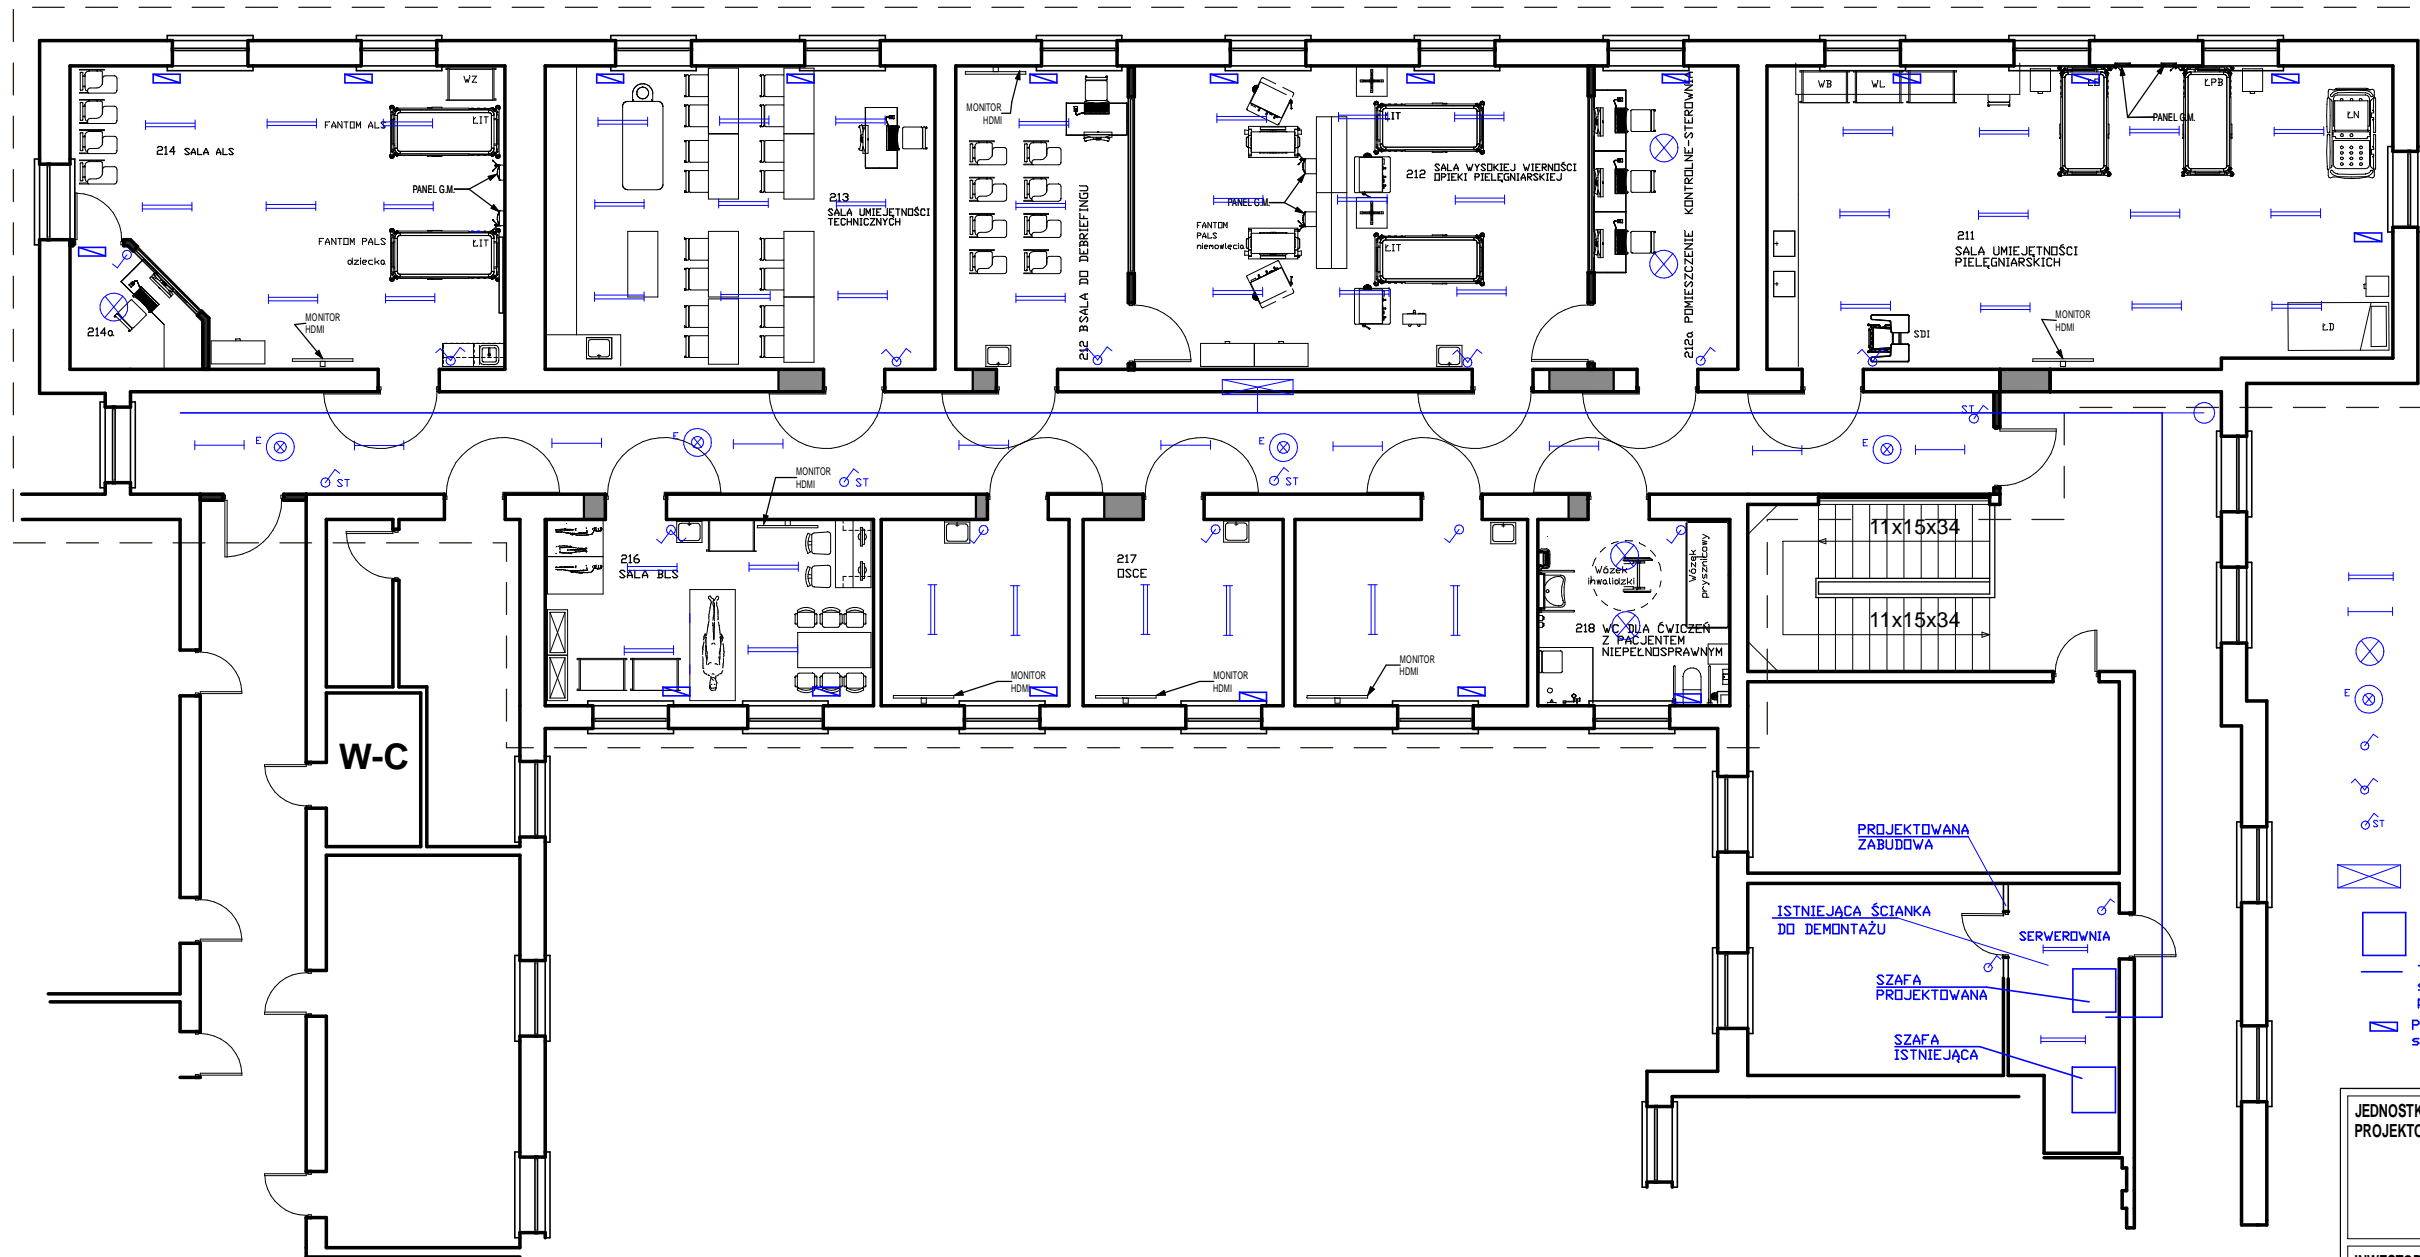 WZ
FANTOM ALS
ŁIT
214 SALA ALS
PANEL G.M.
FANTOM PALS
dziecko
ŁIT
214a
MONITOR
HDMI
213
SALA UMIEJĘTNOŚCI
TECHNICZNYCH
MONITOR
HDMI
212 B SALA DO DEBRIEFINGU
ŁIT
212 SALA WYSOKIEJ WIERNOŚCI
OPIEKI PIELĘGNIARSKIEJ
PANEL G.M.
FANTOM
PALS
niemowlęcia
ŁIT
212a POMIESZCZENIE KONTROLNE-STEROWNIA
WB
WL
ŁPB
PANEL G.M.
ŁN
211
SALA UMIEJĘTNOŚCI
PIELĘGNIARSKICH
SDI
MONITOR
HDMI
ŁD
E
E
E
ST
ST
ST
ST
MONITOR
HDMI
216
SALA BLS
217
OSCE
MONITOR
HDMI
MONITOR
HDMI
MONITOR
HDMI
Wózek
inwalidzki
Wózek
prysznicowy
218 WC DLA ĆWICZEŃ
Z PACJENTEM
NIEPEŁNOSPRAWNYM
11x15x34
11x15x34
W-C
PROJEKTOWANA
ZABUDOWA
ISTNIEJĄCA ŚCIANKA
DO DEMONTAŻU
SERWEROWNIA
SZAFA
PROJEKTOWANA
SZAFA
ISTNIEJĄCA
E
ST
P
s
JEDNOSTK
PROJEKTO